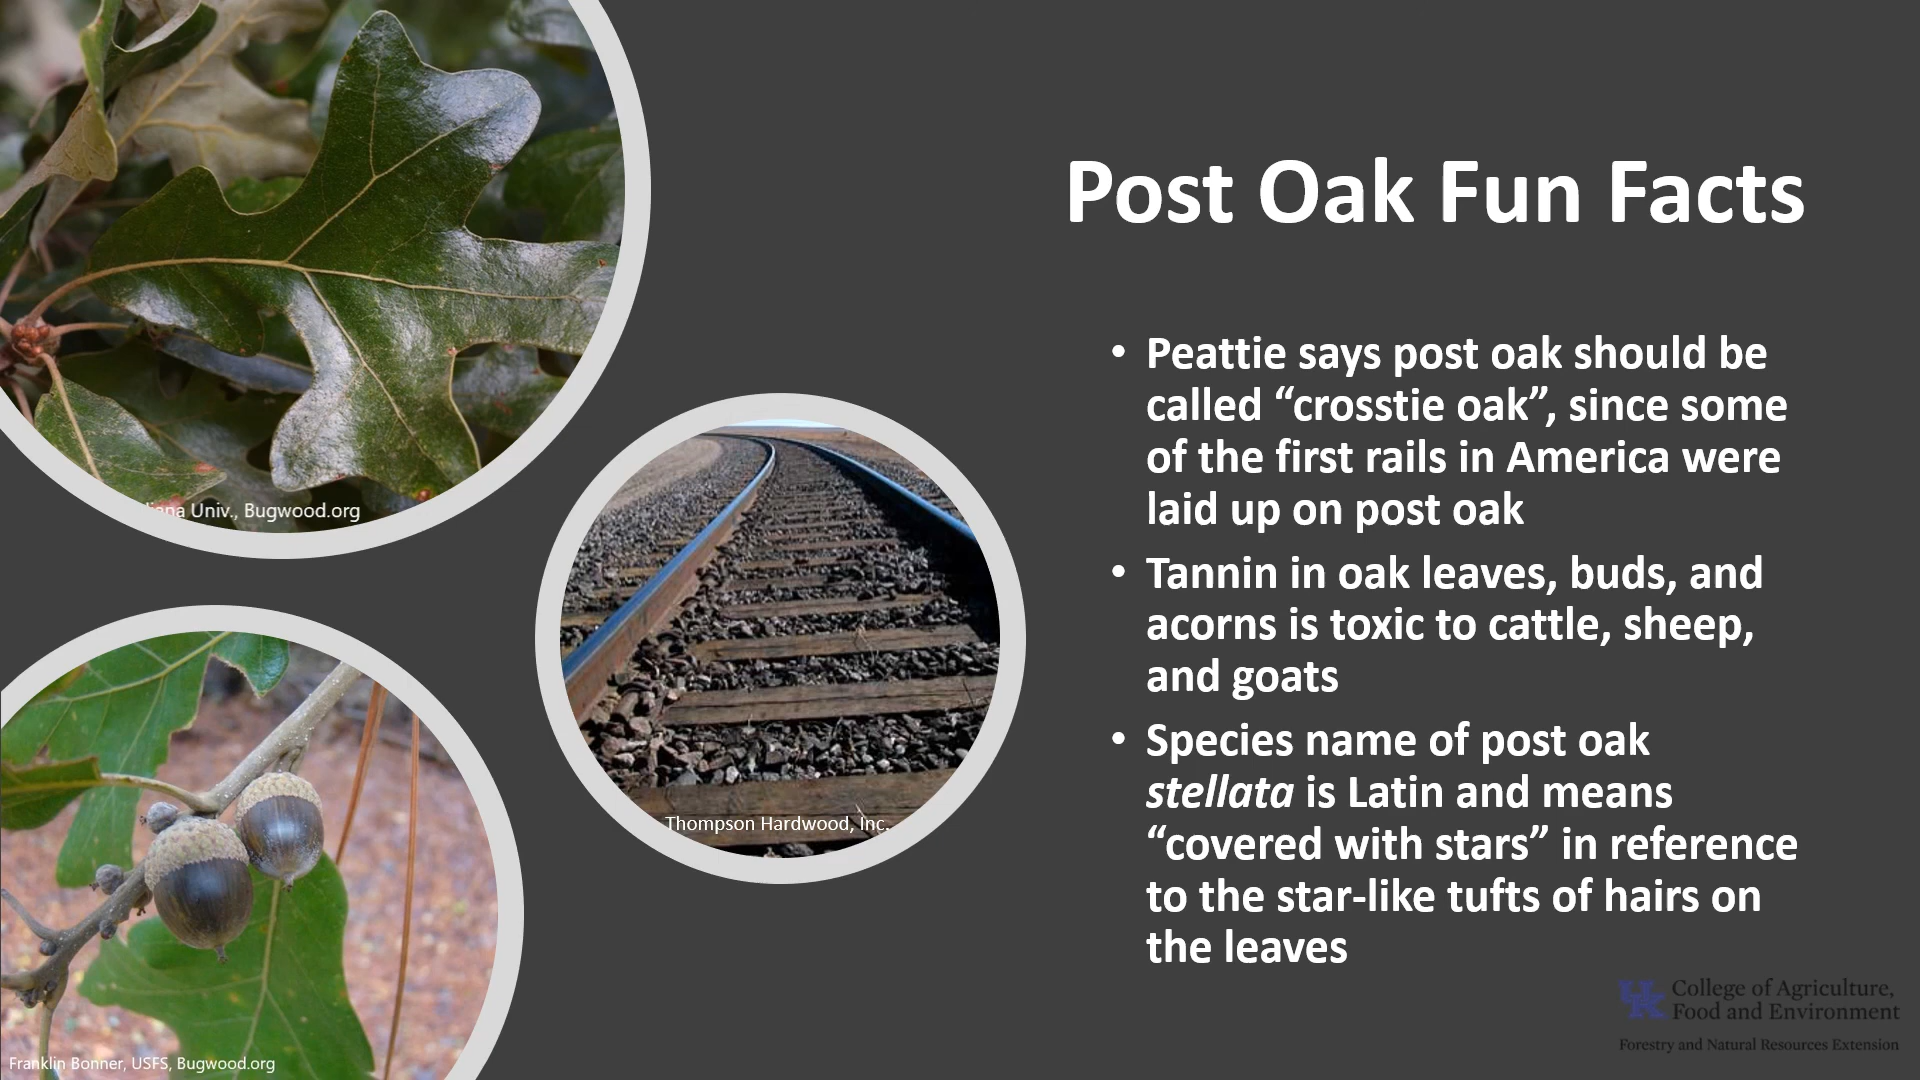 Post Oak Fun Facts
• Peattie says post oak should be
called “crosstie oak”, since some
of the first rails in America were
laid up on post oak
• Tannin in oak leaves, buds, and
acorns is toxic to cattle, sheep,
and goats
• Species name of post oak
stellata is Latin and means
“covered with stars” in reference
to the star-like tufts of hairs on
the leaves
Univ., Bugwood.org
Thompson Hardwood, Inc.
Franklin Bonner, USFS, Bugwood.org
UK College of Agriculture,
Food and Environment
Forestry and Natural Resources Extension